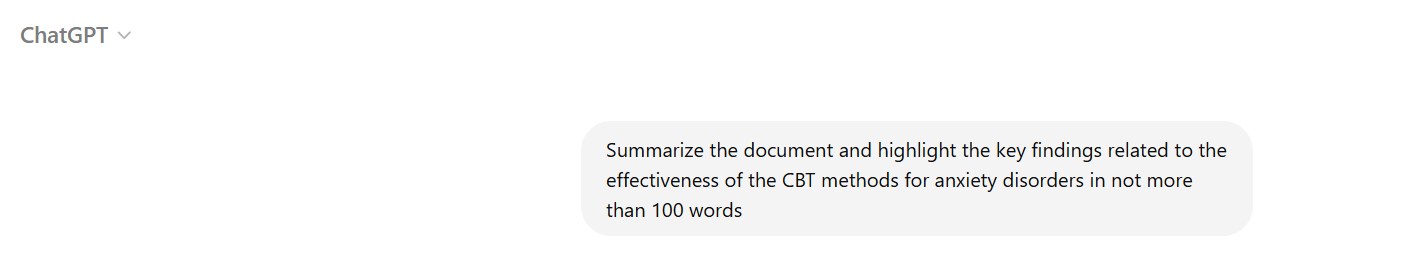 ChatGPT
Summarize the document and highlight the key findings related to the
effectiveness of the CBT methods for anxiety disorders in not more
than 100 words